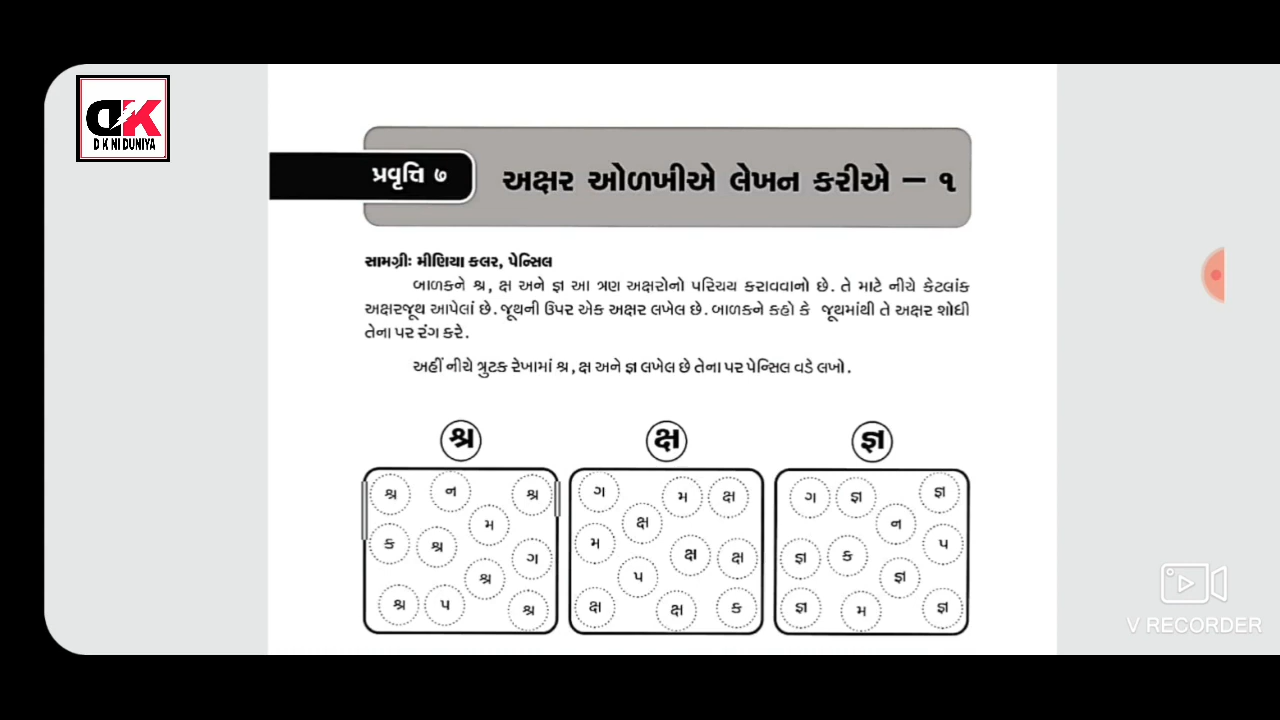 DK
D K NI DUNIYA
પ્રવૃત્તિ ૭
અક્ષર ઓળખીએ લેખન કરીએ – ૧
સામગ્રીઃ મીણિયા કલર, પેન્સિલ
બાળકને શ્ર, ક્ષ અને જ્ઞ આ ત્રણ અક્ષરોનો પરિચય કરાવવાનો છે. તે માટે નીચે કેટલાંક
અક્ષરજૂથ આપેલાં છે. જૂથની ઉપર એક અક્ષર લખેલ છે. બાળકને કહો કે જૂથમાંથી તે અક્ષર શોધી
તેના પર રંગ કરે.
અહીં નીચે ત્રુટક રેખામાં શ્ર, ક્ષ અને જ્ઞ લખેલ છે તેના પર પેન્સિલ વડે લખો.
શ્ર
શ્ર ન શ્ર
મ
ક શ્ર ગ
શ્ર
શ્ર પ શ્ર
ક્ષ
ગ મ ક્ષ
ક્ષ
મ ક્ષ ક્ષ
પ
ક્ષ ક્ષ ક
જ્ઞ
ગ જ્ઞ જ્ઞ
ન
જ્ઞ ક પ
જ્ઞ
જ્ઞ મ જ્ઞ
V RECORDER